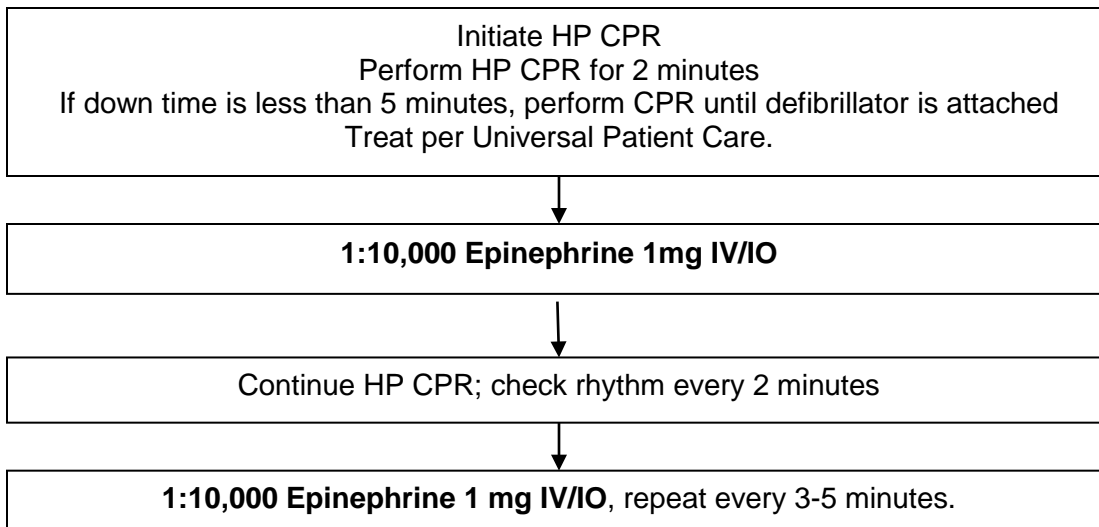 Initiate HP CPR
Perform HP CPR for 2 minutes
If down time is less than 5 minutes, perform CPR until defibrillator is attached
Treat per Universal Patient Care.
1:10,000 Epinephrine 1mg IV/IO
Continue HP CPR; check rhythm every 2 minutes
1:10,000 Epinephrine 1 mg IV/IO, repeat every 3-5 minutes.